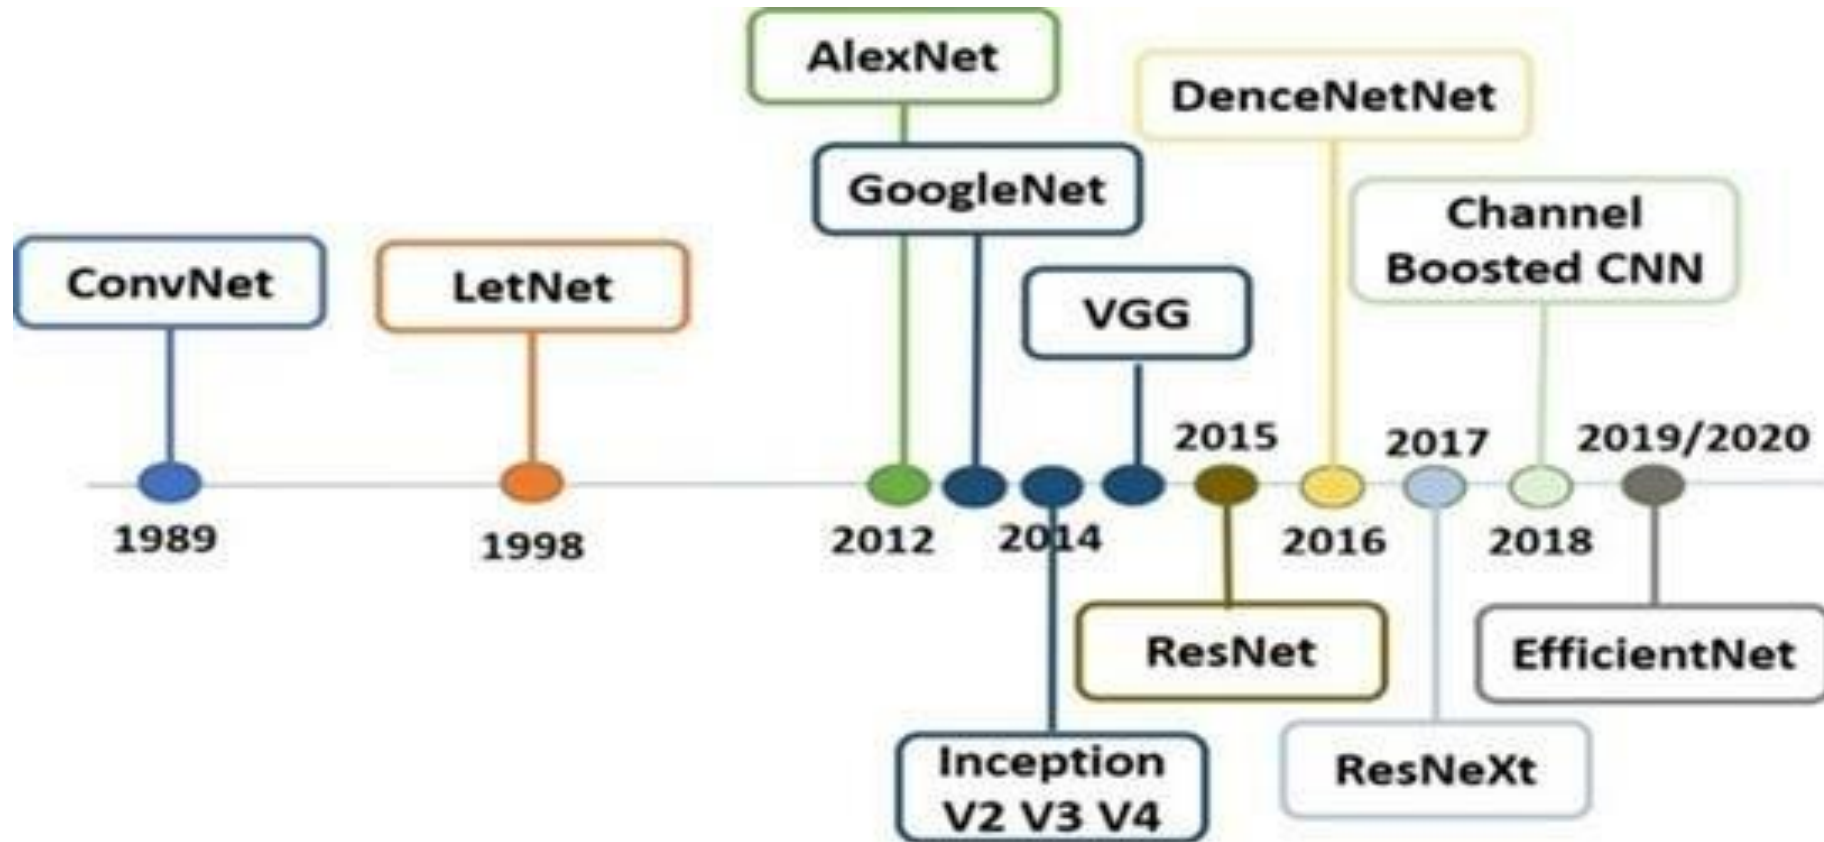 AlexNet
DenceNetNet
GoogleNet
Channel
Boosted CNN
ConvNet
LetNet
VGG
2015
2017
2019/2020
1989
1998
2012
2014
2016
2018
ResNet
EfficientNet
Inception
V2 V3 V4
ResNeXt